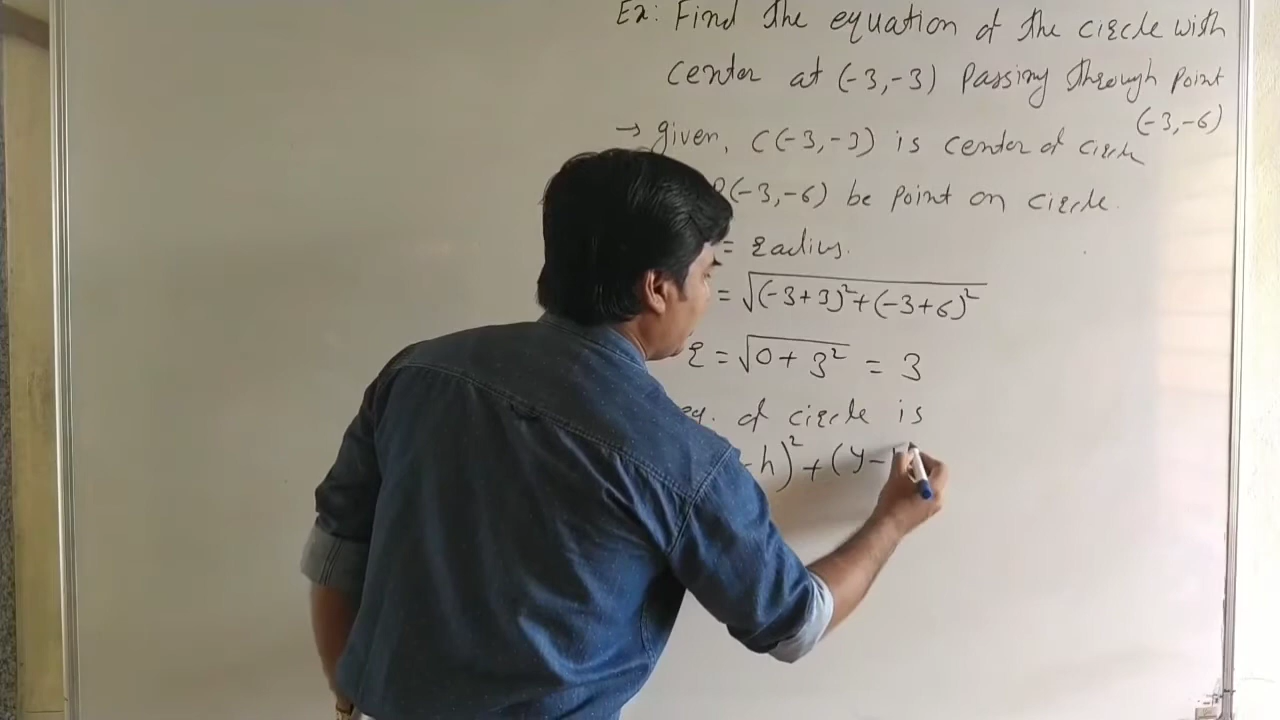 Ex: Find the equation of the circle with
center at (-3,-3) Passing through point
(-3,-6)
→ given, C(-3,-3) is center of circle
P(-3,-6) be point on circle.
= radius.
= √(-3+3)²+(-3+6)²
r = √0+3² = 3
eq. of circle is
-h)²+(y-